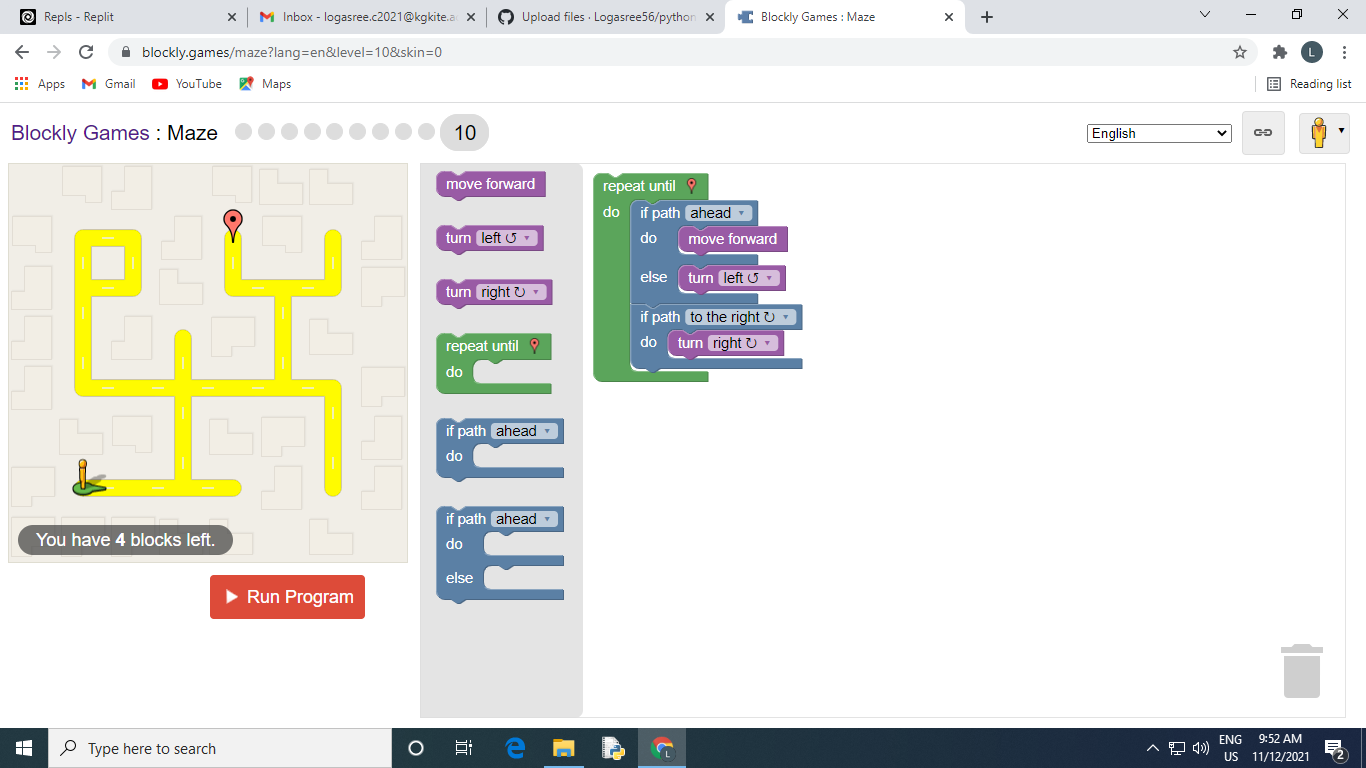 Repls - Replit
Inbox - logasree.c2021@kgkite.a
Upload files · Logasree56/python
Blockly Games : Maze
blockly.games/maze?lang=en&level=10&skin=0
L
Apps
Gmail
YouTube
Maps
Reading list
Blockly Games : Maze
10
English
move forward
turn left ↺
turn right ↻
repeat until
do
if path ahead
do
if path ahead
do
else
repeat until
do
if path ahead
do
move forward
else
turn left ↺
if path to the right ↻
do
turn right ↻
You have 4 blocks left.
Run Program
Type here to search
L
ENG
US
9:52 AM
11/12/2021
2